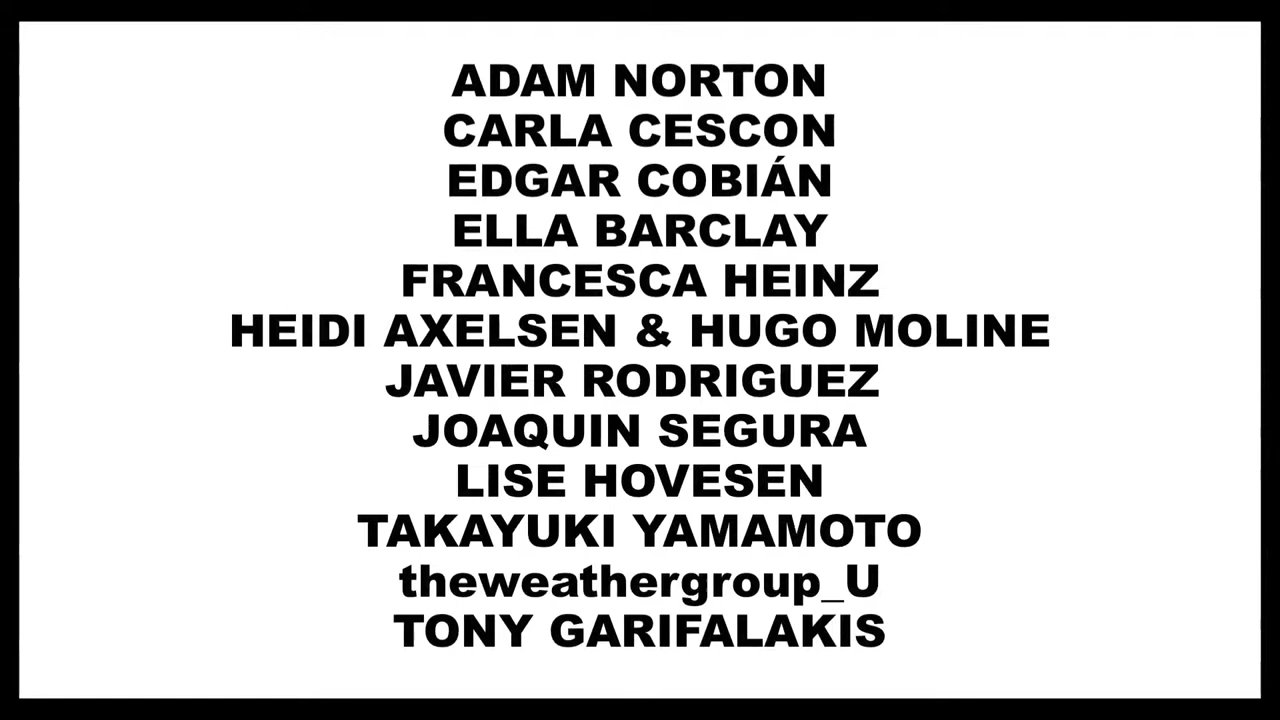 ADAM NORTON
CARLA CESCON
EDGAR COBIÁN
ELLA BARCLAY
FRANCESCA HEINZ
HEIDI AXELSEN & HUGO MOLINE
JAVIER RODRIGUEZ
JOAQUIN SEGURA
LISE HOVESEN
TAKAYUKI YAMAMOTO
theweathergroup_U
TONY GARIFALAKIS